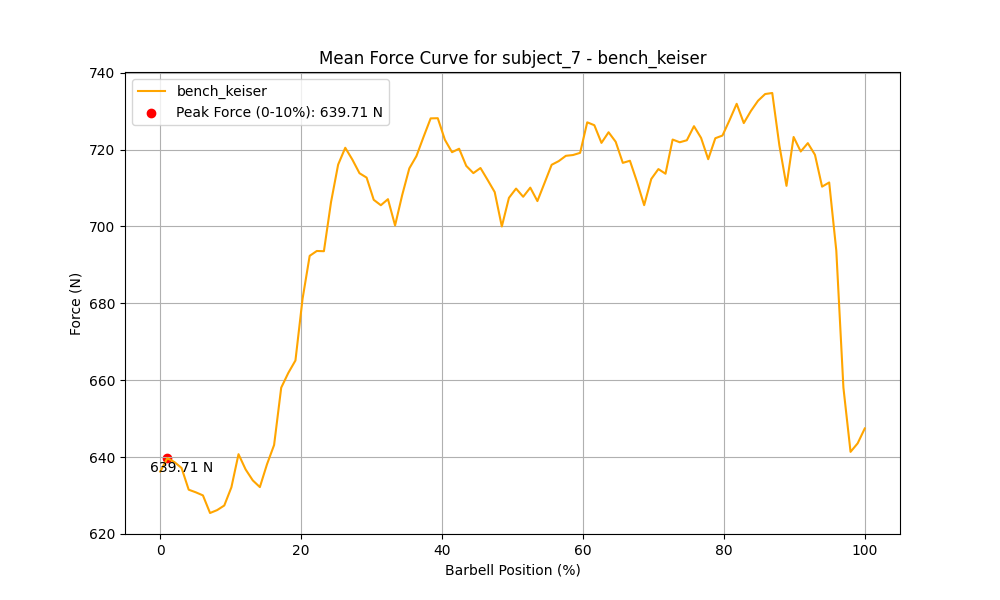 Mean Force Curve for subject_7 - bench_keiser
bench_keiser
Peak Force (0-10%): 639.71 N
740
720
700
680
660
640
620
Force (N)
639.71 N
0 20 40 60 80 100
Barbell Position (%)